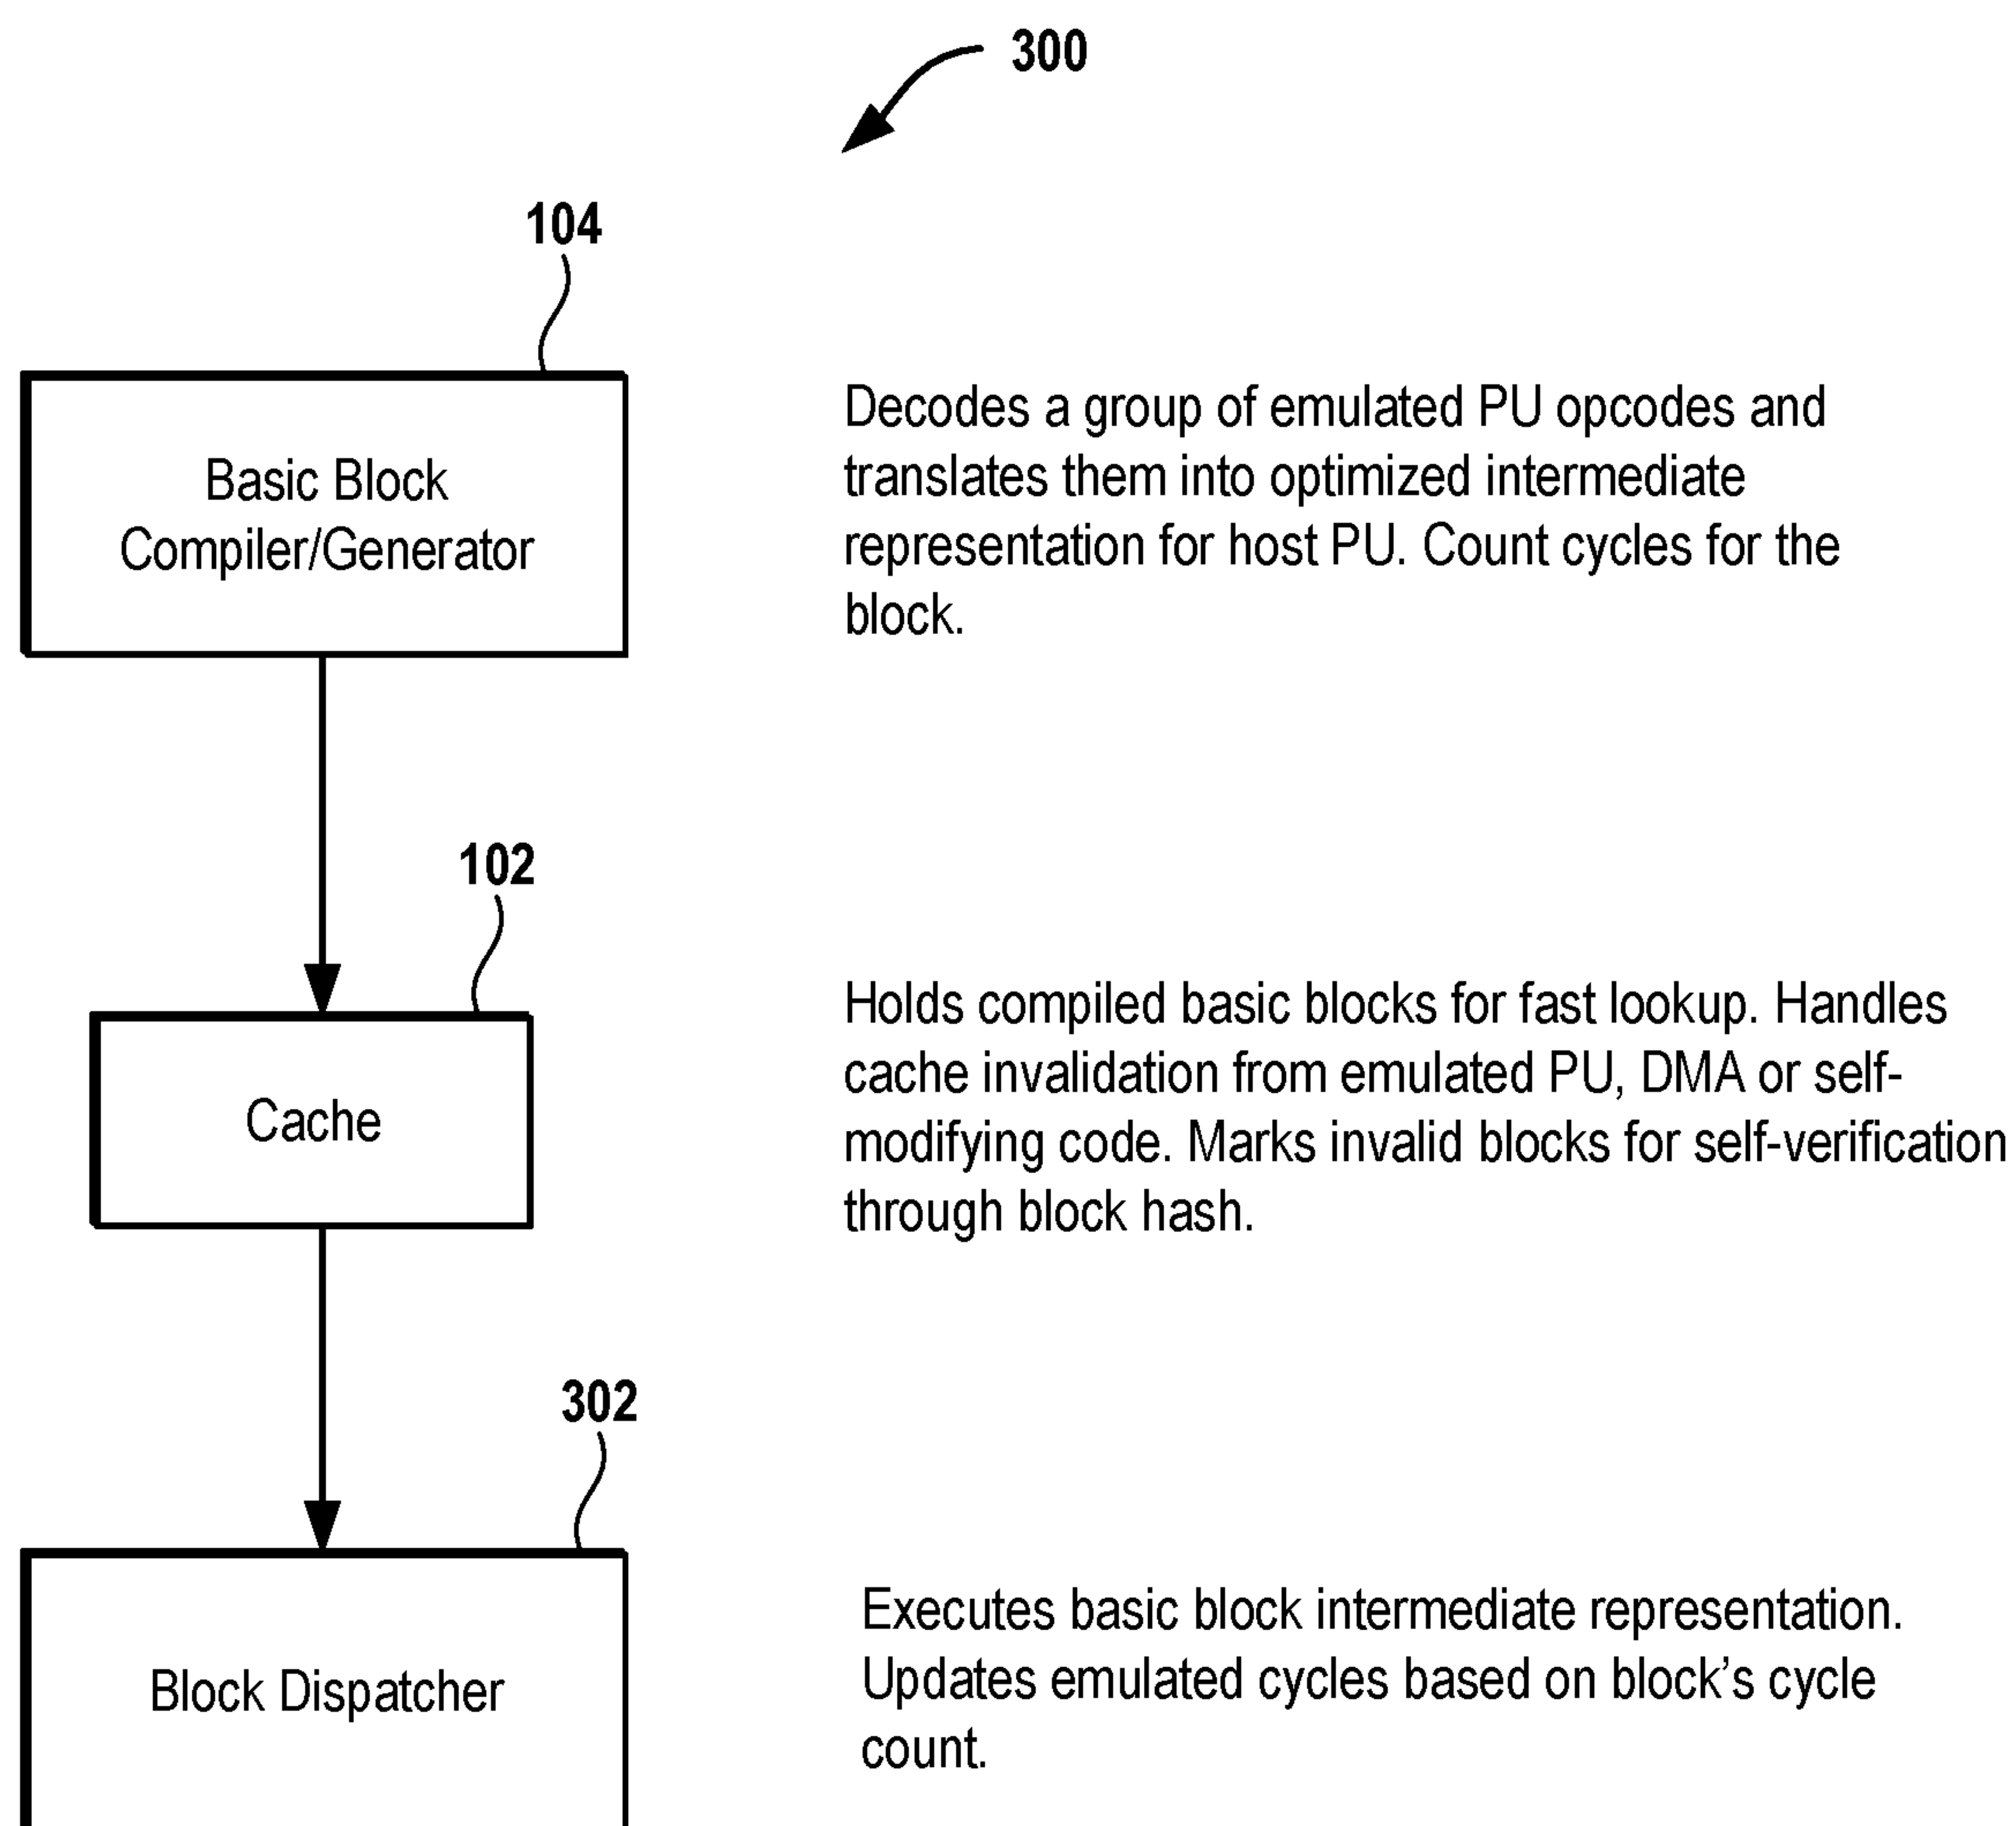 300
104
Basic Block
Compiler/Generator
Decodes a group of emulated PU opcodes and
translates them into optimized intermediate
representation for host PU. Count cycles for the
block.
102
Cache
Holds compiled basic blocks for fast lookup. Handles
cache invalidation from emulated PU, DMA or self-
modifying code. Marks invalid blocks for self-verification
through block hash.
302
Block Dispatcher
Executes basic block intermediate representation.
Updates emulated cycles based on block’s cycle
count.